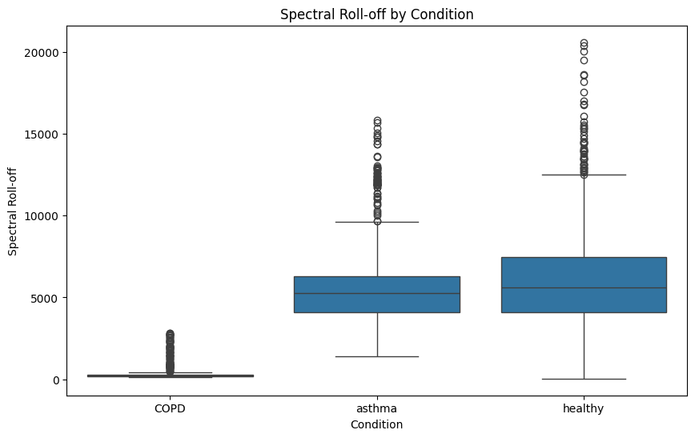 Spectral Roll-off by Condition
20000
15000
10000
5000
0
Spectral Roll-off
COPD
asthma
healthy
Condition